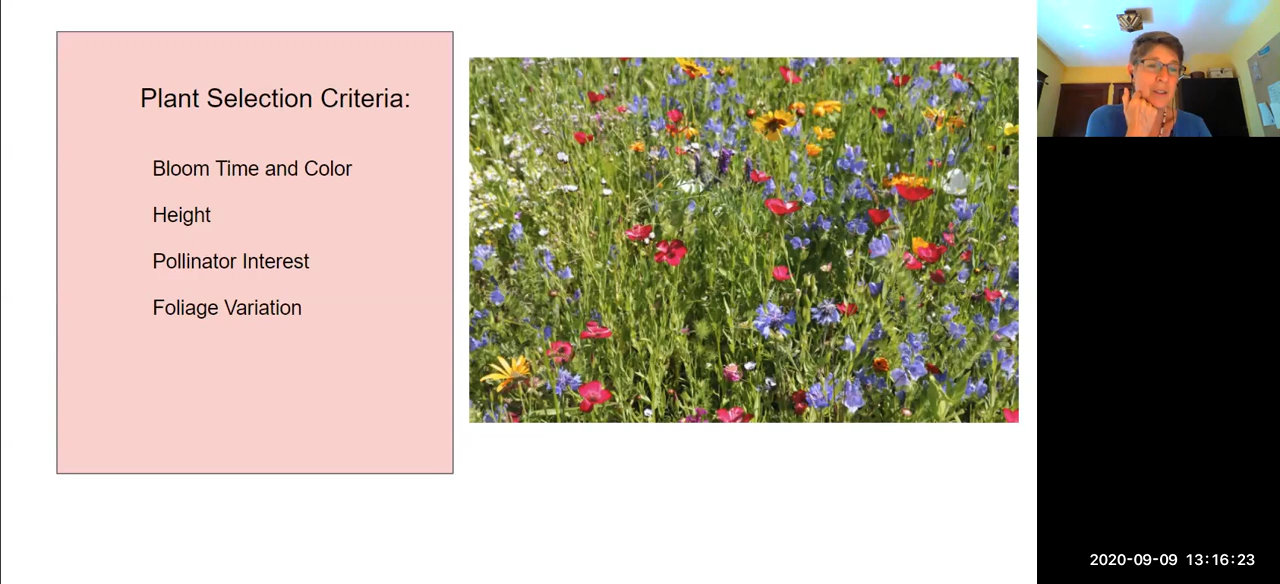 Plant Selection Criteria:
Bloom Time and Color
Height
Pollinator Interest
Foliage Variation
2020-09-09 13:16:23